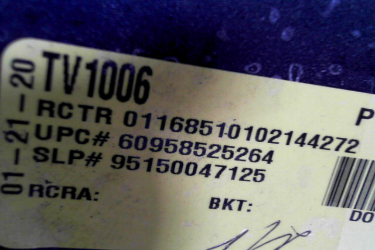 01-21-20
TV1006
P
RCTR 01168510102144272
UPC# 60958525264
SLP# 95150047125
RCRA:
BKT:
DO